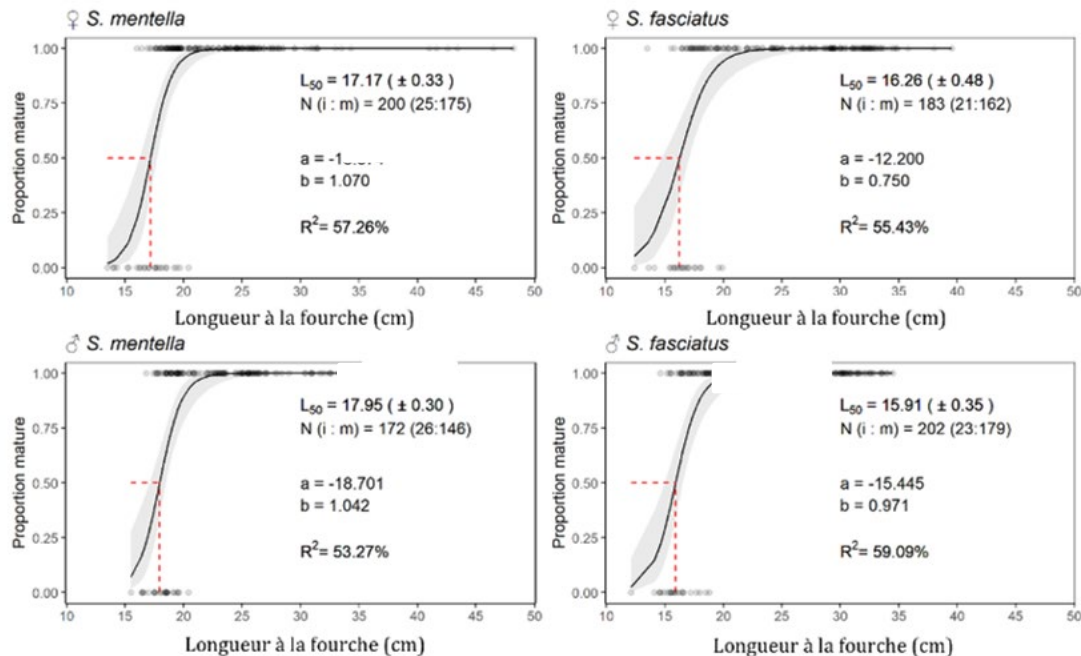 ♀ S. mentella
1.00
0.75
0.50
0.25
0.00
Proportion mature
L50 = 17.17 ( ± 0.33 )
N (i : m) = 200 (25:175)
b = 1.070
R2= 57.26%
10 15 20 25 30 35 40 45 50
Longueur à la fourche (cm)
♀ S. fasciatus
1.00
0.75
0.50
0.25
0.00
Proportion mature
L50 = 16.26 ( ± 0.48 )
N (i : m) = 183 (21:162)
a = -12.200
b = 0.750
R2= 55.43%
10 15 20 25 30 35 40 45 50
Longueur à la fourche (cm)
♂ S. mentella
1.00
0.75
0.50
0.25
0.00
Proportion mature
L50 = 17.95 ( ± 0.30 )
N (i : m) = 172 (26:146)
a = -18.701
b = 1.042
R2= 53.27%
10 15 20 25 30 35 40 45 50
Longueur à la fourche (cm)
♂ S. fasciatus
1.00
0.75
0.50
0.25
0.00
Proportion mature
L50 = 15.91 ( ± 0.35 )
N (i : m) = 202 (23:179)
a = -15.445
b = 0.971
R2= 59.09%
10 15 20 25 30 35 40 45 50
Longueur à la fourche (cm)